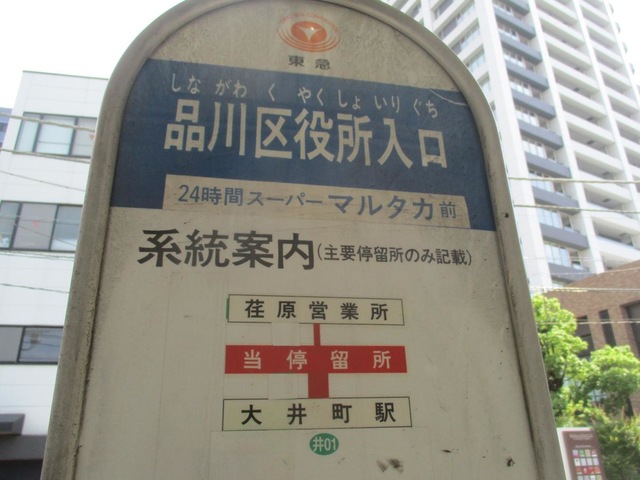 東急
しながわくやくしょいりぐち
品川区役所入口
24時間スーパーマルタカ前
系統案内(主要停留所のみ記載)
荏原営業所
当停留所
大井町駅
井01